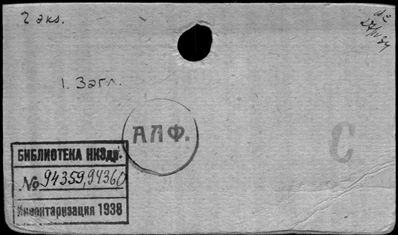 2 экз.
1. Загл.
АЛФ.
С
БИБЛИОТЕКА НКЗдр.
№ 94359,94360
Инвентаризация 1938